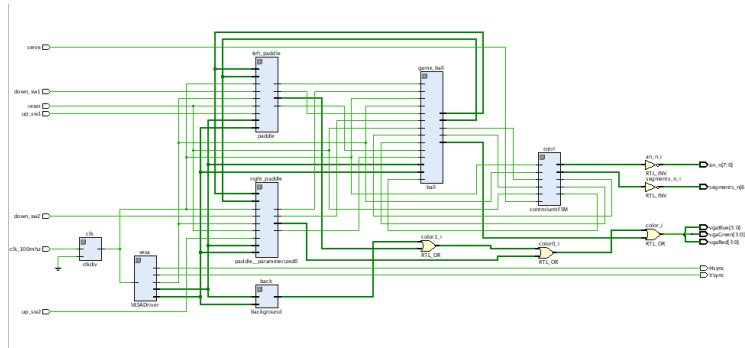 left_paddle
game_ball
serve
down_sw1
reset
up_sw1
paddle
ball
cntrl
an_n_i
an_n[7:0]
RTL_INV
segments_n_i
segments_n[6
RTL_INV
controlunitFSM
right_paddle
down_sw2
clk
color1_i
color_i
vgaBlue[3:0]
vgaGreen[3:0]
vgaRed[3:0]
clk_100mhz
clkdiv
vesa
paddle__parameterized0
RTL_OR
color0_i
RTL_OR
RTL_OR
Hsync
Vsync
back
VESADriver
up_sw2
background